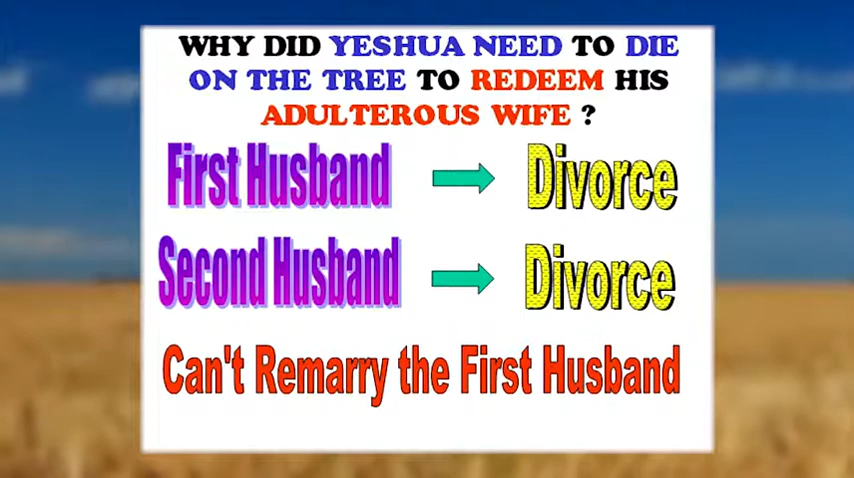 WHY DID YESHUA NEED TO DIE
ON THE TREE TO REDEEM HIS
ADULTEROUS WIFE ?
First Husband Divorce
Second Husband Divorce
Can't Remarry the First Husband